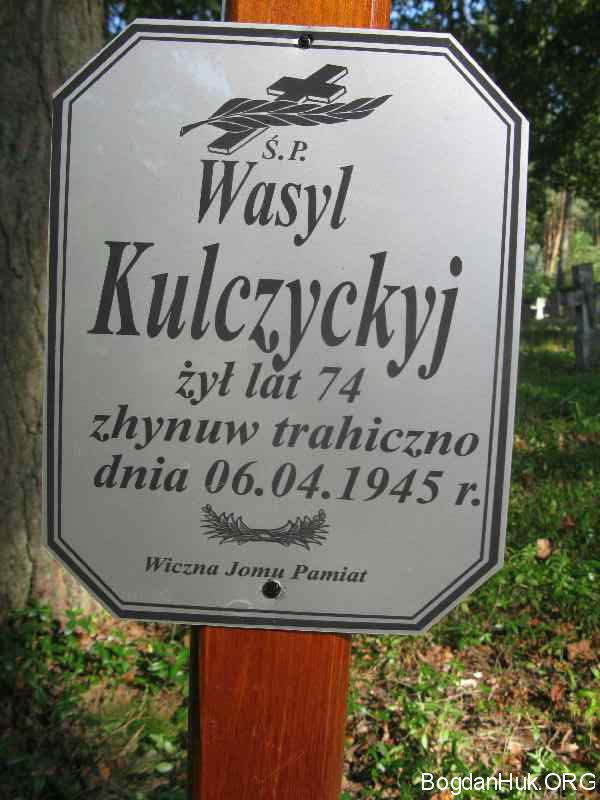 Ś.P.
Wasyl
Kulczyckyj
żył lat 74
zhynuw trahiczno
dnia 06.04.1945 r.
Wiczna Jomu Pamiat
BogdanHuk.ORG